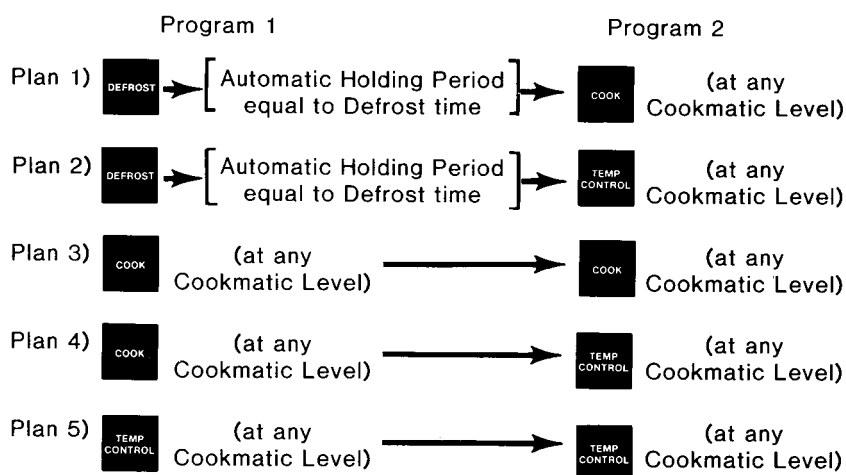 Program 1 Program 2
Plan 1) DEFROST [Automatic Holding Period equal to Defrost time] COOK (at any Cookmatic Level)
Plan 2) DEFROST [Automatic Holding Period equal to Defrost time] TEMP CONTROL (at any Cookmatic Level)
Plan 3) COOK (at any Cookmatic Level) COOK (at any Cookmatic Level)
Plan 4) COOK (at any Cookmatic Level) TEMP CONTROL (at any Cookmatic Level)
Plan 5) TEMP CONTROL (at any Cookmatic Level) TEMP CONTROL (at any Cookmatic Level)